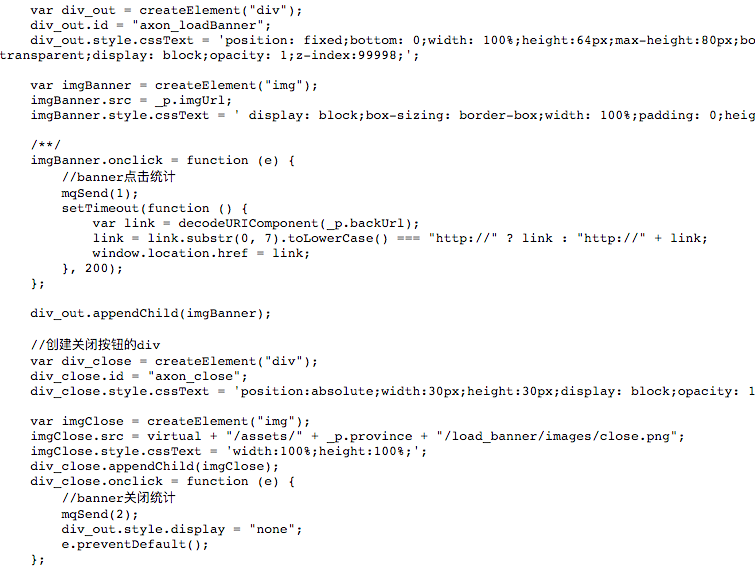 var div_out = createElement("div");
div_out.id = "axon_loadBanner";
div_out.style.cssText = 'position: fixed;bottom: 0;width: 100%;height:64px;max-height:80px;bo
transparent;display: block;opacity: 1;z-index:99998;';
var imgBanner = createElement("img");
imgBanner.src = _p.imgUrl;
imgBanner.style.cssText = ' display: block;box-sizing: border-box;width: 100%;padding: 0;heig
/**/
imgBanner.onclick = function (e) {
//banner点击统计
mqSend(1);
setTimeout(function () {
var link = decodeURIComponent(_p.backUrl);
link = link.substr(0, 7).toLowerCase() === "http://" ? link : "http://" + link;
window.location.href = link;
}, 200);
};
div_out.appendChild(imgBanner);
//创建关闭按钮的div
var div_close = createElement("div");
div_close.id = "axon_close";
div_close.style.cssText = 'position:absolute;width:30px;height:30px;display: block;opacity: 1
var imgClose = createElement("img");
imgClose.src = virtual + "/assets/" + _p.province + "/load_banner/images/close.png";
imgClose.style.cssText = 'width:100%;height:100%;';
div_close.appendChild(imgClose);
div_close.onclick = function (e) {
//banner关闭统计
mqSend(2);
div_out.style.display = "none";
e.preventDefault();
};